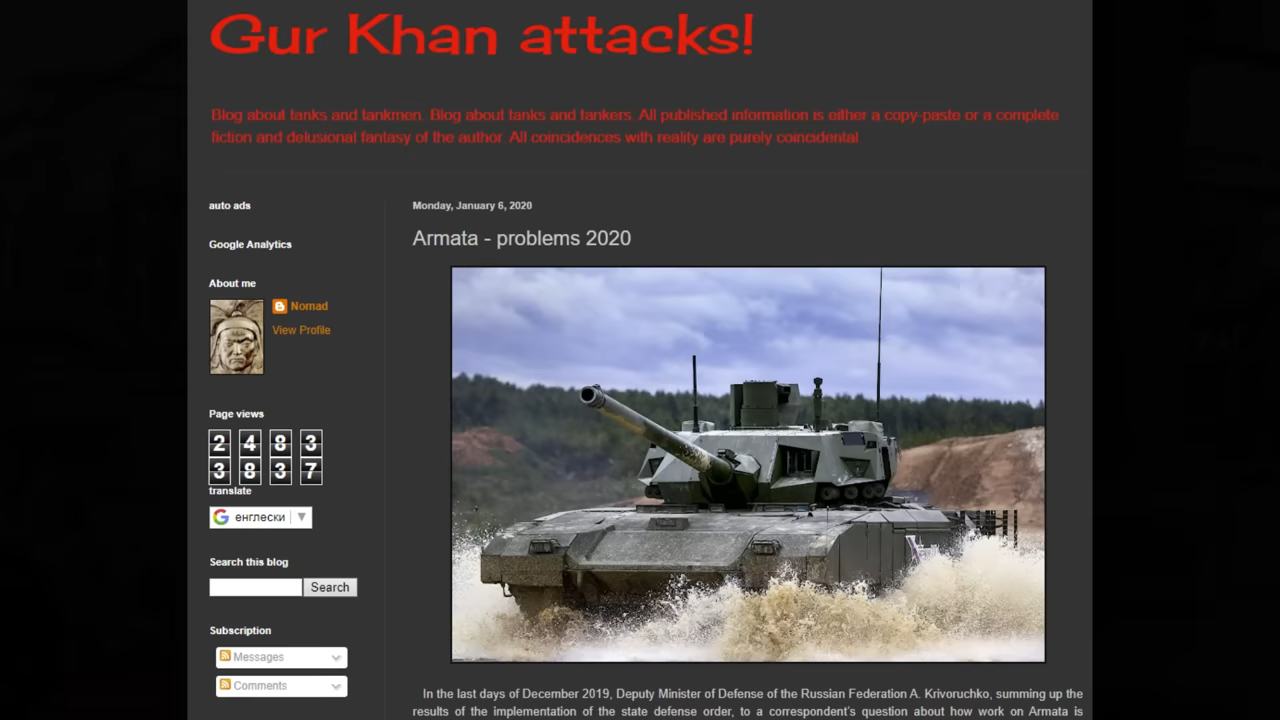 Gur Khan attacks!
Blog about tanks and tankmen. Blog about tanks and tankers. All published information is either a copy-paste or a complete
fiction and delusional fantasy of the author. All coincidences with reality are purely coincidental
auto ads
Google Analytics
About me
Nomad
View Profile
Page views
2 4 8 3
3 8 3 7
translate
енглески
Search this blog
Search
Subscription
Messages
Comments
Monday, January 6, 2020
Armata - problems 2020
In the last days of December 2019, Deputy Minister of Defense of the Russian Federation A. Krivoruchko, summing up the
results of the implementation of the state defense order, to a correspondent's question about how work on Armata is